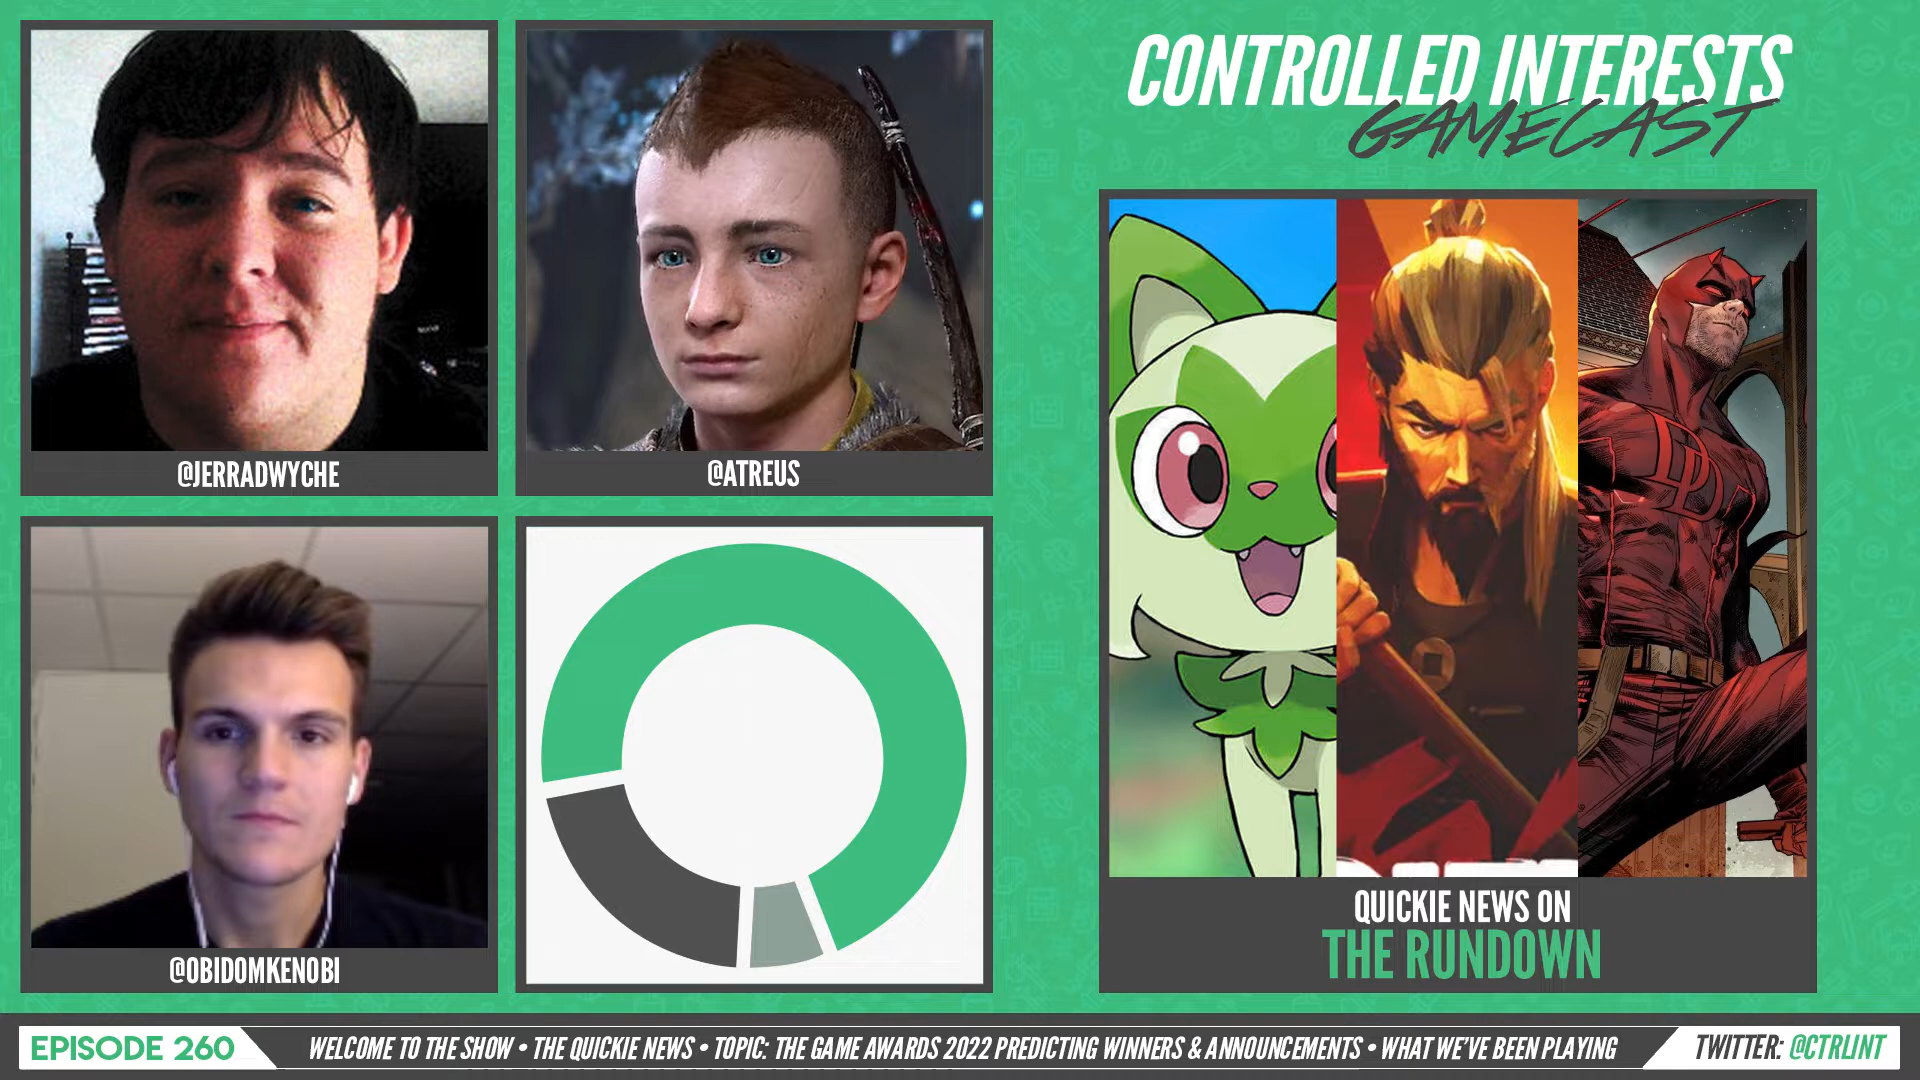 CONTROLLED INTERESTS
GAMECAST
@JERRADWYCHE
@ATREUS
@OBIDOMKENOBI
DD
QUICKIE NEWS ON
THE RUNDOWN
EPISODE 260
WELCOME TO THE SHOW • THE QUICKIE NEWS • TOPIC: THE GAME AWARDS 2022 PREDICTING WINNERS & ANNOUNCEMENTS • WHAT WE'VE BEEN PLAYING
TWITTER: @CTRLINT